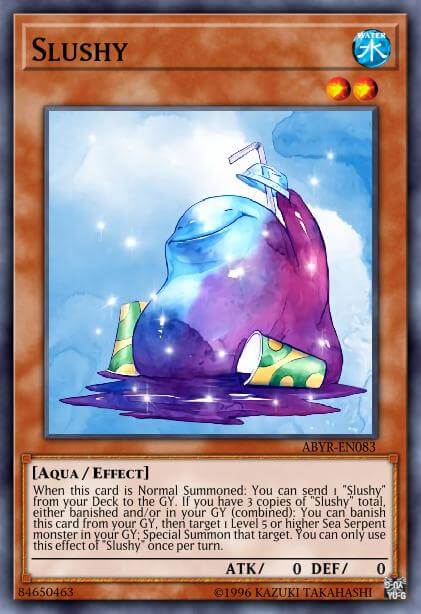 Slushy
WATER
水
ABYR-EN083
[Aqua / Effect]
When this card is Normal Summoned: You can send 1 "Slushy"
from your Deck to the GY. If you have 3 copies of "Slushy" total,
either banished and/or in your GY (combined): You can banish
this card from your GY, then target 1 Level 5 or higher Sea Serpent
monster in your GY; Special Summon that target. You can only use
this effect of "Slushy" once per turn.
ATK/ 0 DEF/ 0
84650463
©1996 KAZUKI TAKAHASHI